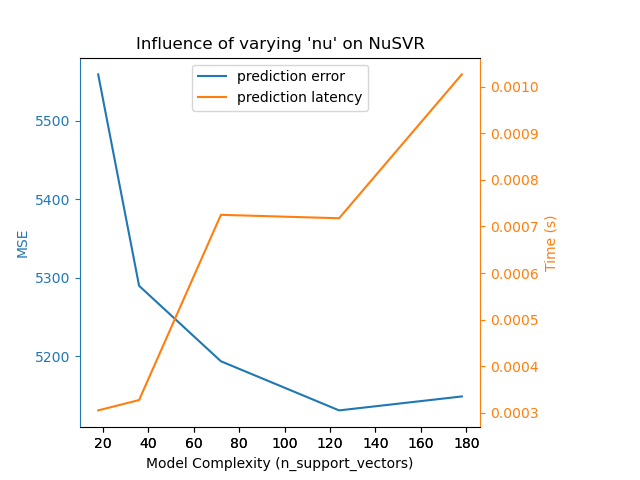 Influence of varying 'nu' on NuSVR
prediction error
prediction latency
5500
5400
5300
5200
MSE
0.0010
0.0009
0.0008
0.0007
0.0006
0.0005
0.0004
0.0003
Time (s)
20 40 60 80 100 120 140 160 180
Model Complexity (n_support_vectors)